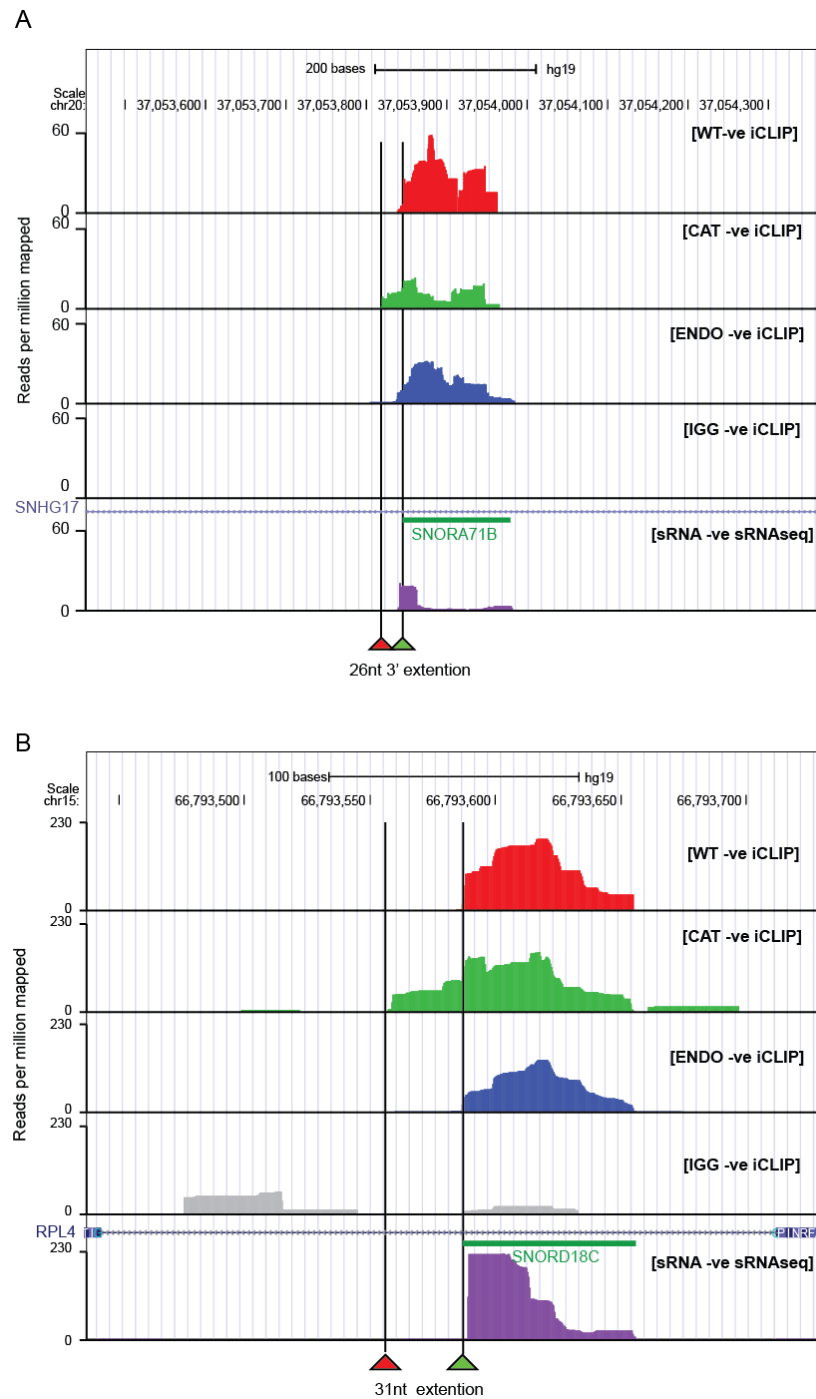 A
200 bases hg19
Scale
chr20: 37,053,600 37,053,700 37,053,800 37,053,900 37,054,000 37,054,100 37,054,200 37,054,300
60
[WT-ve iCLIP]
0
60
[CAT -ve iCLIP]
0
60
[ENDO -ve iCLIP]
0
60
[IGG -ve iCLIP]
0
Reads per million mapped
SNHG17
60
SNORA71B
[sRNA -ve sRNAseq]
0
26nt 3' extention
B
100 bases hg19
Scale
chr15: 66,793,500 66,793,550 66,793,600 66,793,650 66,793,700
230
[WT -ve iCLIP]
0
230
[CAT -ve iCLIP]
0
230
[ENDO -ve iCLIP]
0
230
[IGG -ve iCLIP]
0
Reads per million mapped
RPL4
230
SNORD18C
[sRNA -ve sRNAseq]
0
31nt extention